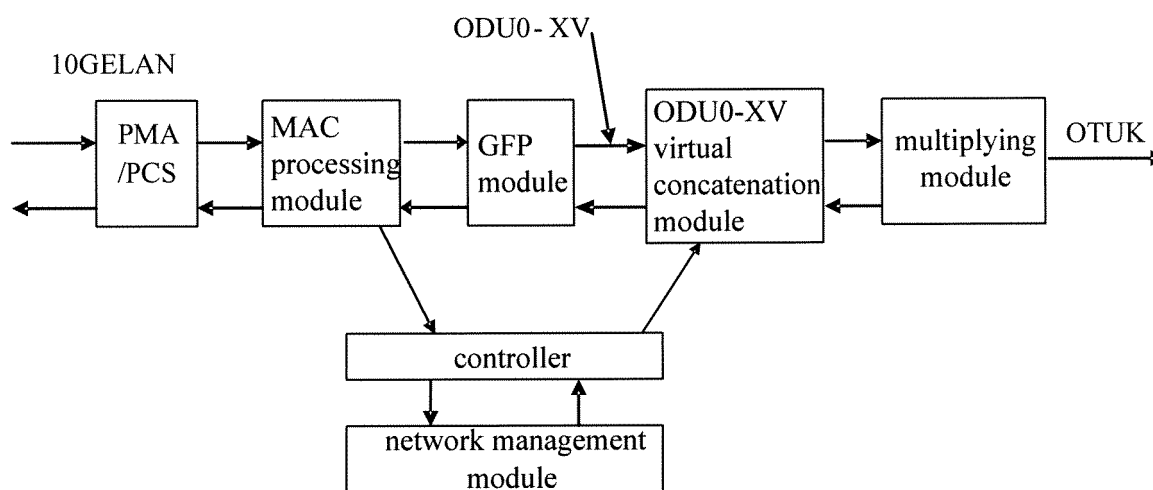 ODU0-XV
10GELAN
PMA
/PCS
MAC
processing
module
GFP
module
ODU0-XV
virtual
concatenation
module
multiplying
module
OTUK
controller
network management
module